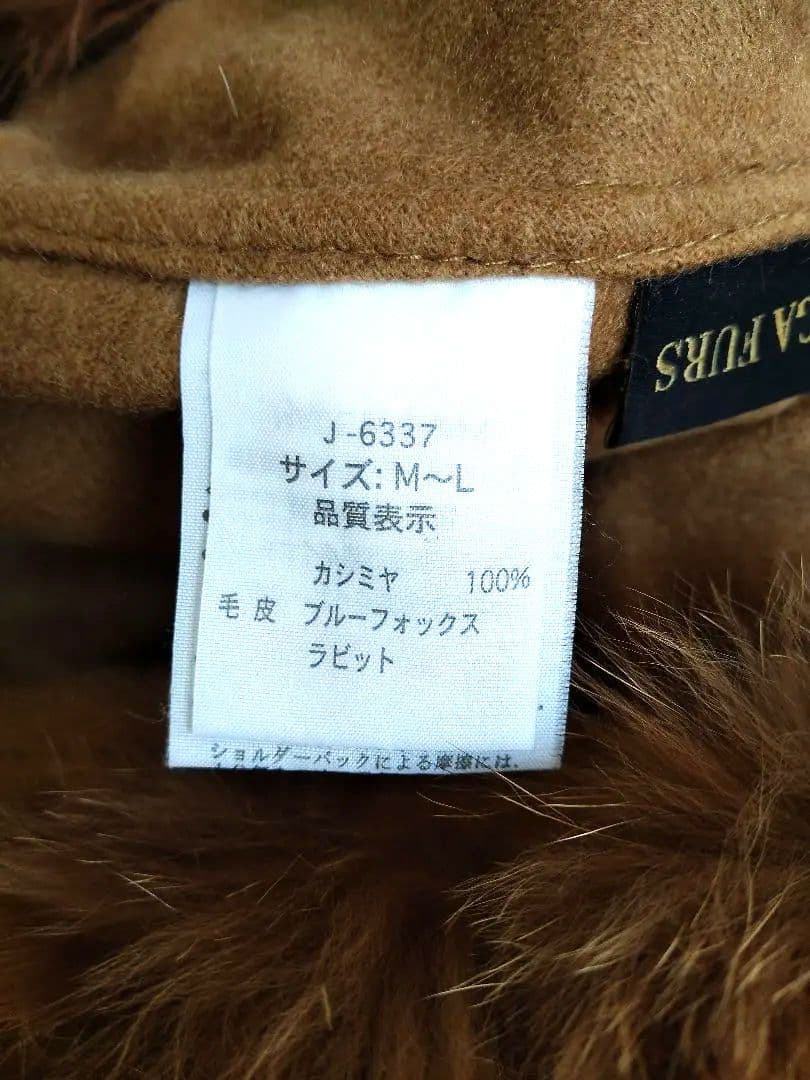 J-6337
サイズ: M～L
品質表示
カシミヤ 100%
毛皮 ブルーフォックス
ラビット
ショルダーバックによる摩擦には、
FURS